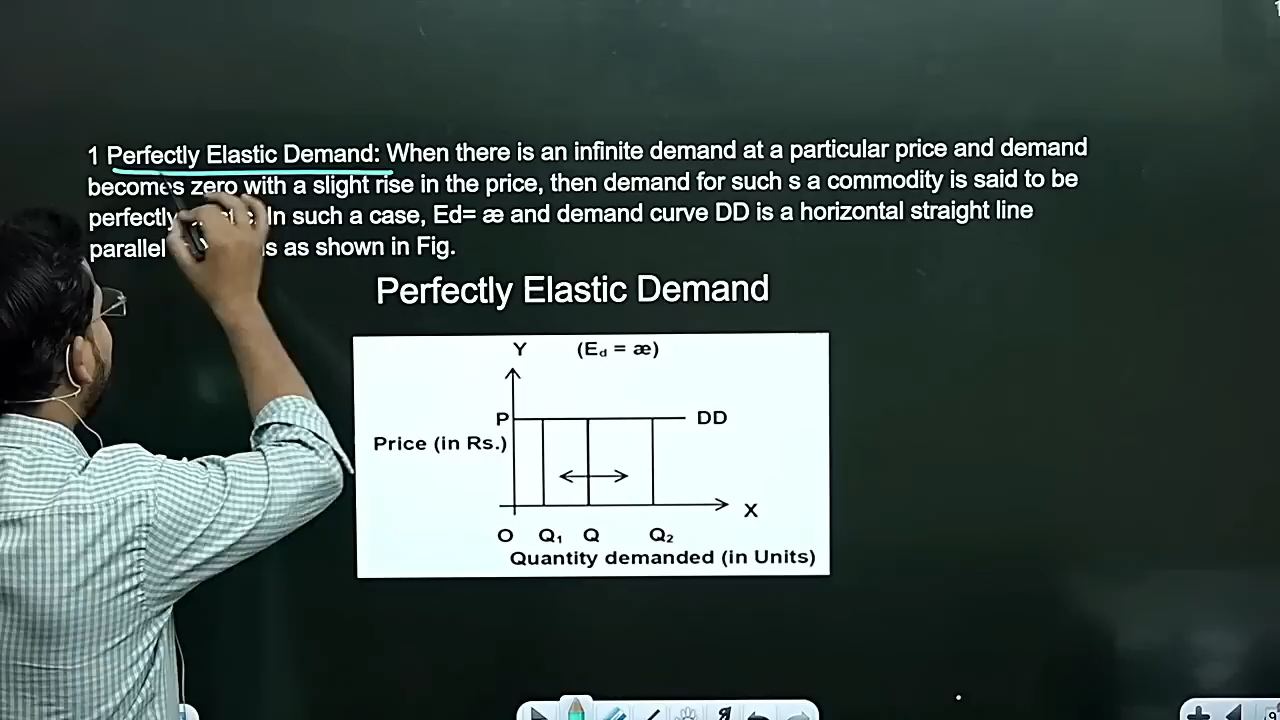 1 Perfectly Elastic Demand: When there is an infinite demand at a particular price and demand
becomes zero with a slight rise in the price, then demand for such s a commodity is said to be
perfectly In such a case, Ed= æ and demand curve DD is a horizontal straight line
parallel as shown in Fig.
Perfectly Elastic Demand
Y (Ed = æ)
P DD
Price (in Rs.)
X
O Q₁ Q Q₂
Quantity demanded (in Units)